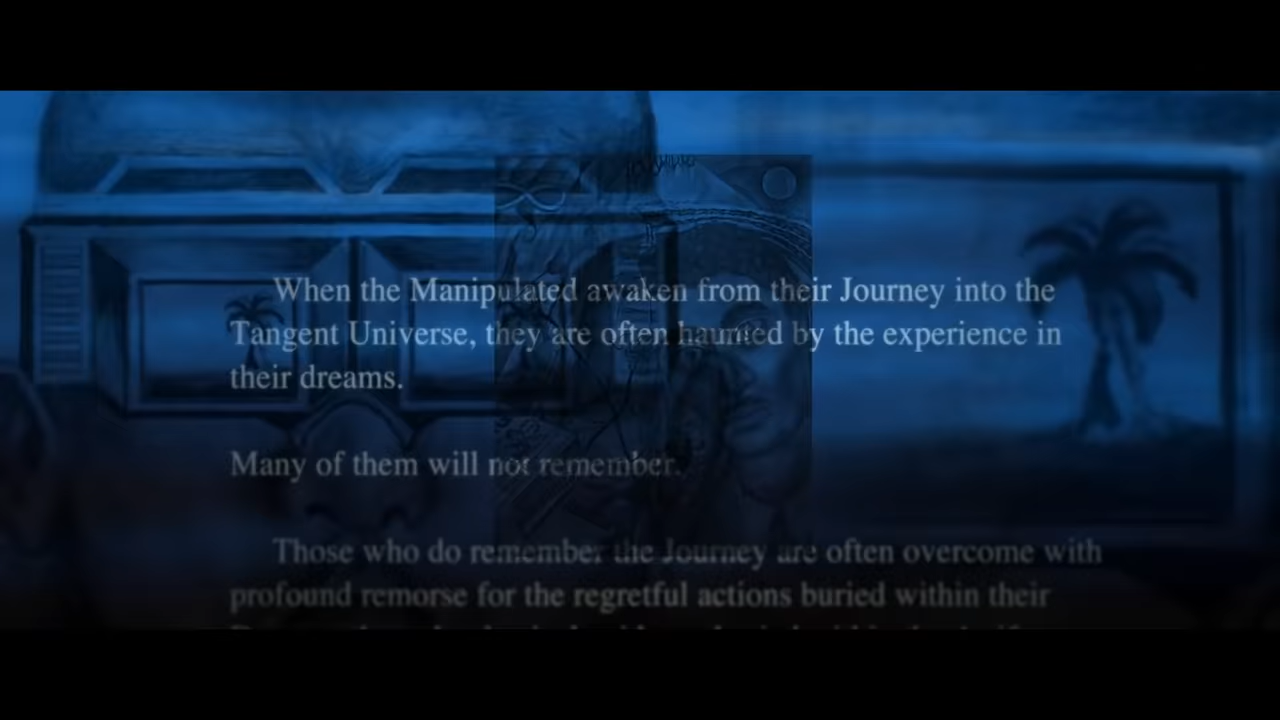 When the Manipulated awaken from their Journey into the
Tangent Universe, they are often haunted by the experience in
their dreams.
Many of them will not remember.
Those who do remember the Journey are often overcome with
profound remorse for the regretful actions buried within their